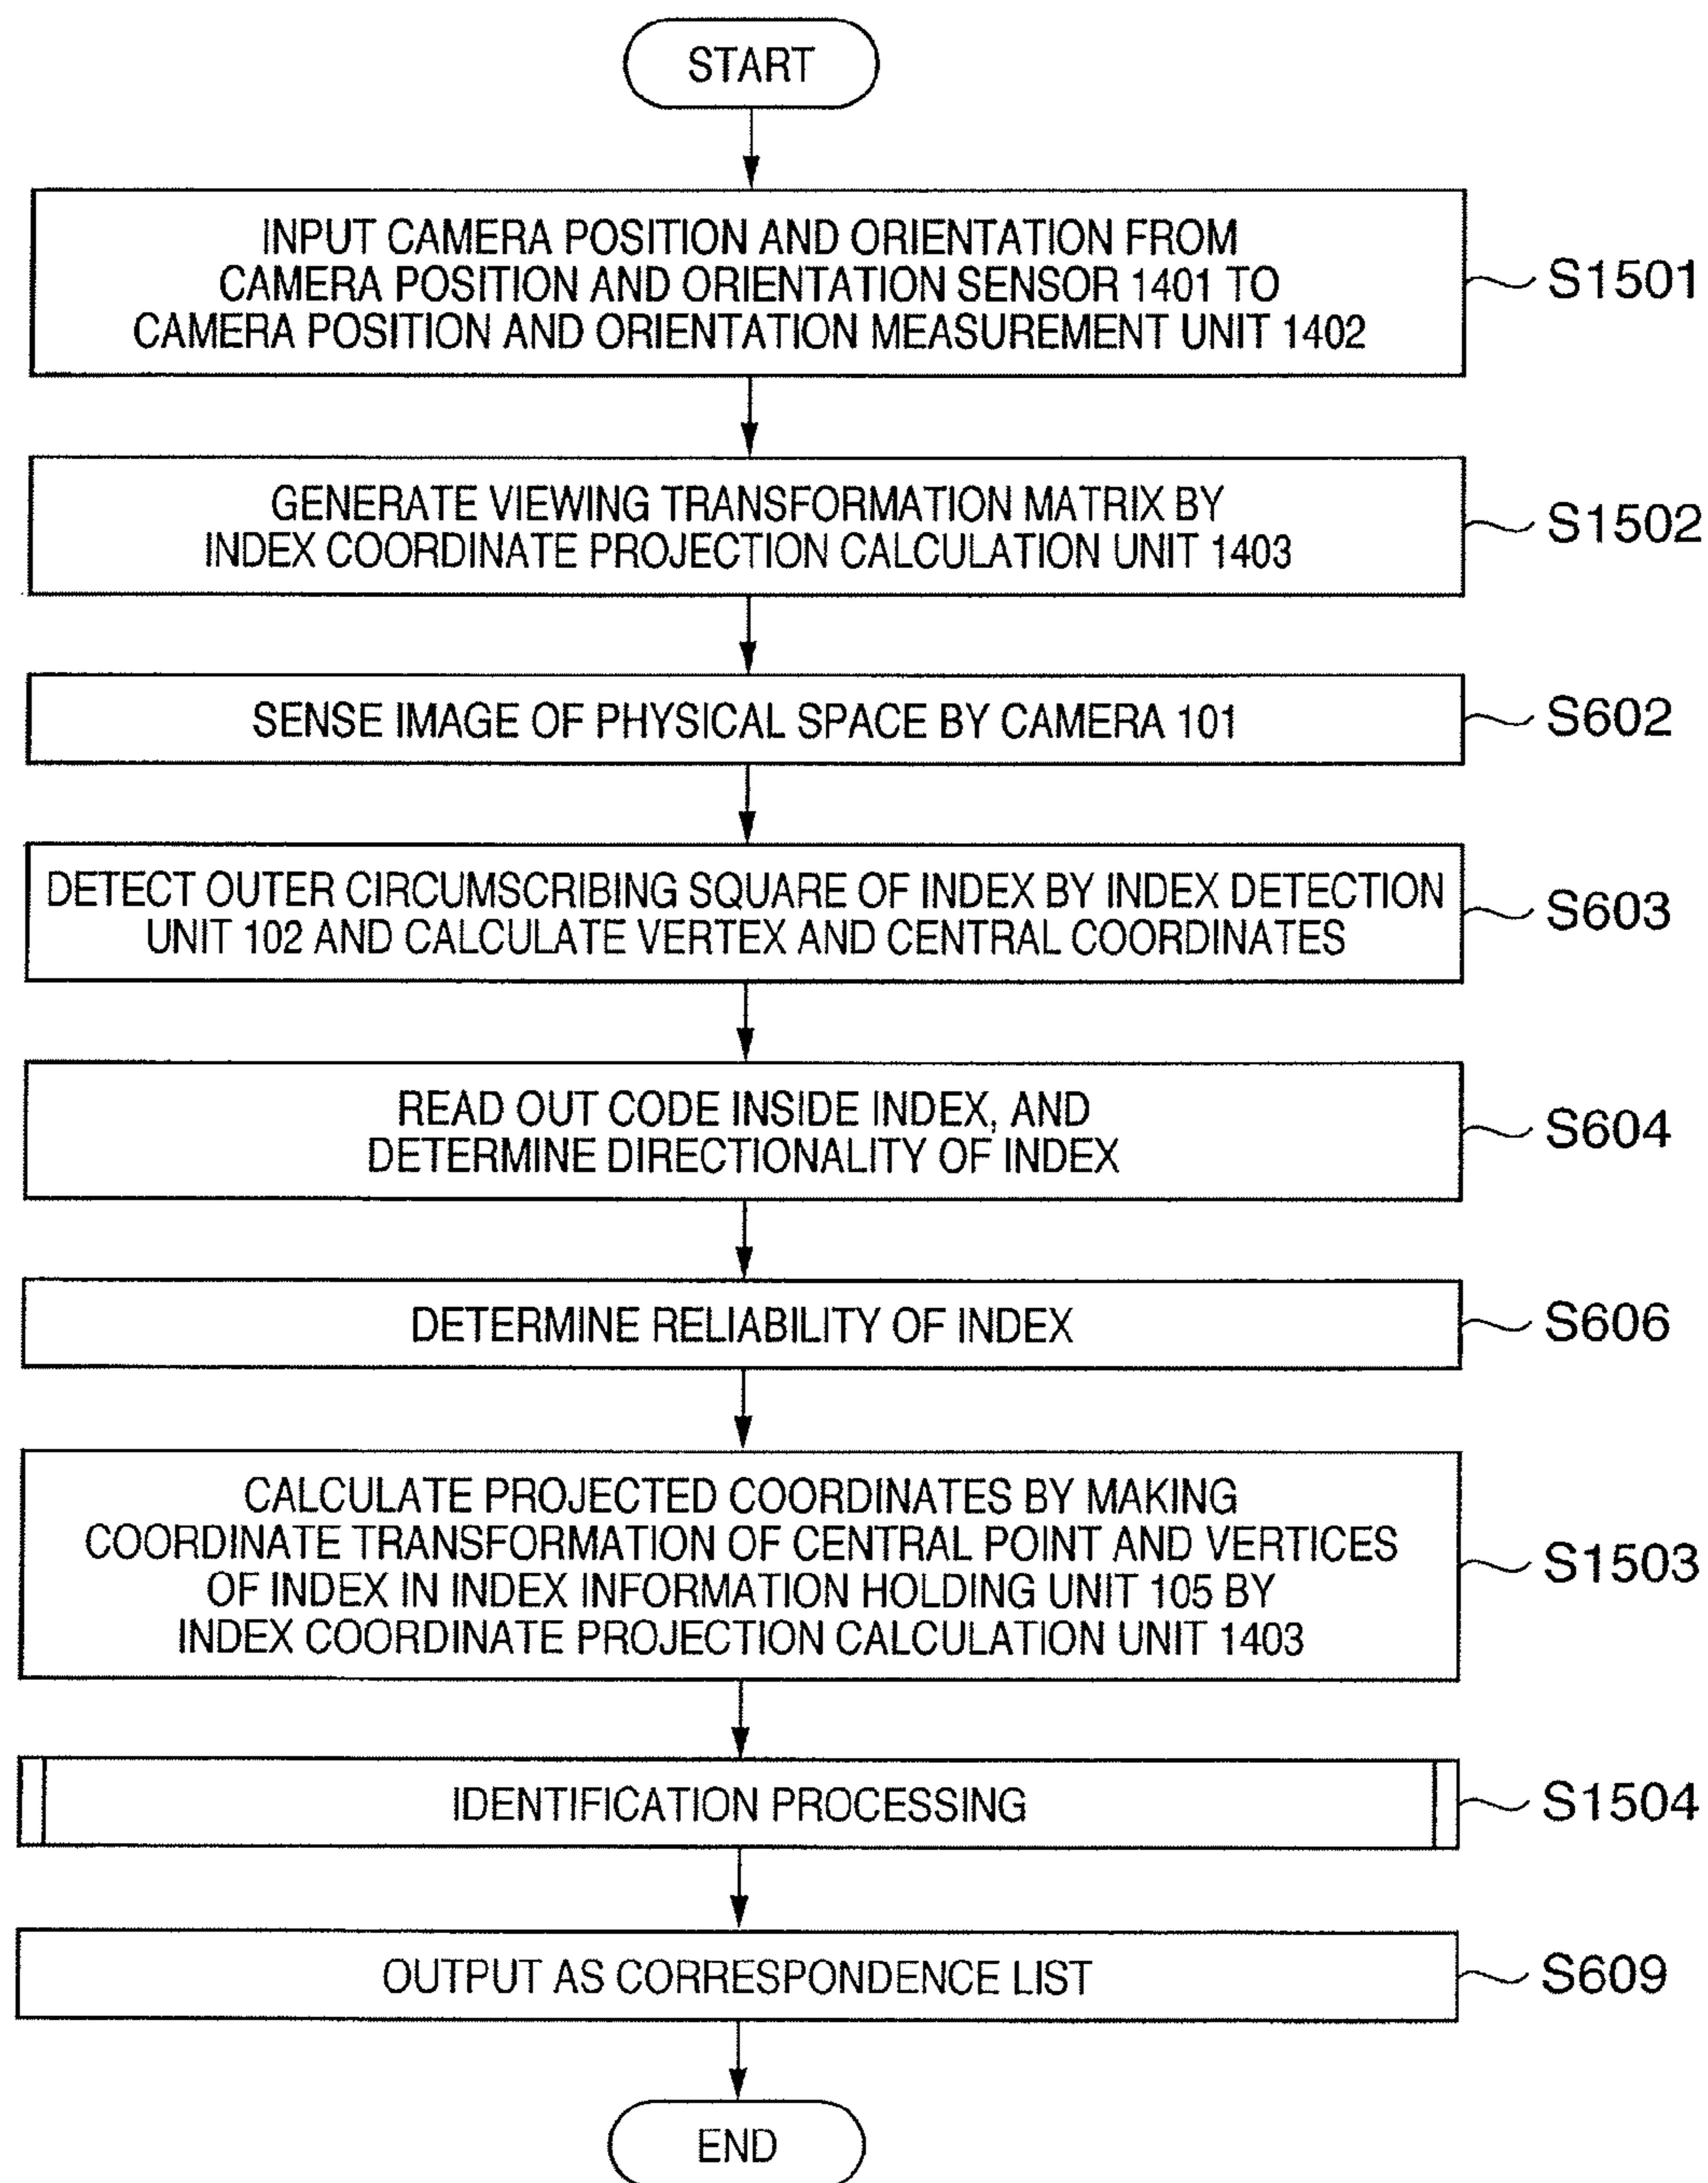 START
INPUT CAMERA POSITION AND ORIENTATION FROM
CAMERA POSITION AND ORIENTATION SENSOR 1401 TO
CAMERA POSITION AND ORIENTATION MEASUREMENT UNIT 1402
S1501
GENERATE VIEWING TRANSFORMATION MATRIX BY
INDEX COORDINATE PROJECTION CALCULATION UNIT 1403
S1502
SENSE IMAGE OF PHYSICAL SPACE BY CAMERA 101
S602
DETECT OUTER CIRCUMSCRIBING SQUARE OF INDEX BY INDEX DETECTION
UNIT 102 AND CALCULATE VERTEX AND CENTRAL COORDINATES
S603
READ OUT CODE INSIDE INDEX, AND
DETERMINE DIRECTIONALITY OF INDEX
S604
DETERMINE RELIABILITY OF INDEX
S606
CALCULATE PROJECTED COORDINATES BY MAKING
COORDINATE TRANSFORMATION OF CENTRAL POINT AND VERTICES
OF INDEX IN INDEX INFORMATION HOLDING UNIT 105 BY
INDEX COORDINATE PROJECTION CALCULATION UNIT 1403
S1503
IDENTIFICATION PROCESSING
S1504
OUTPUT AS CORRESPONDENCE LIST
S609
END